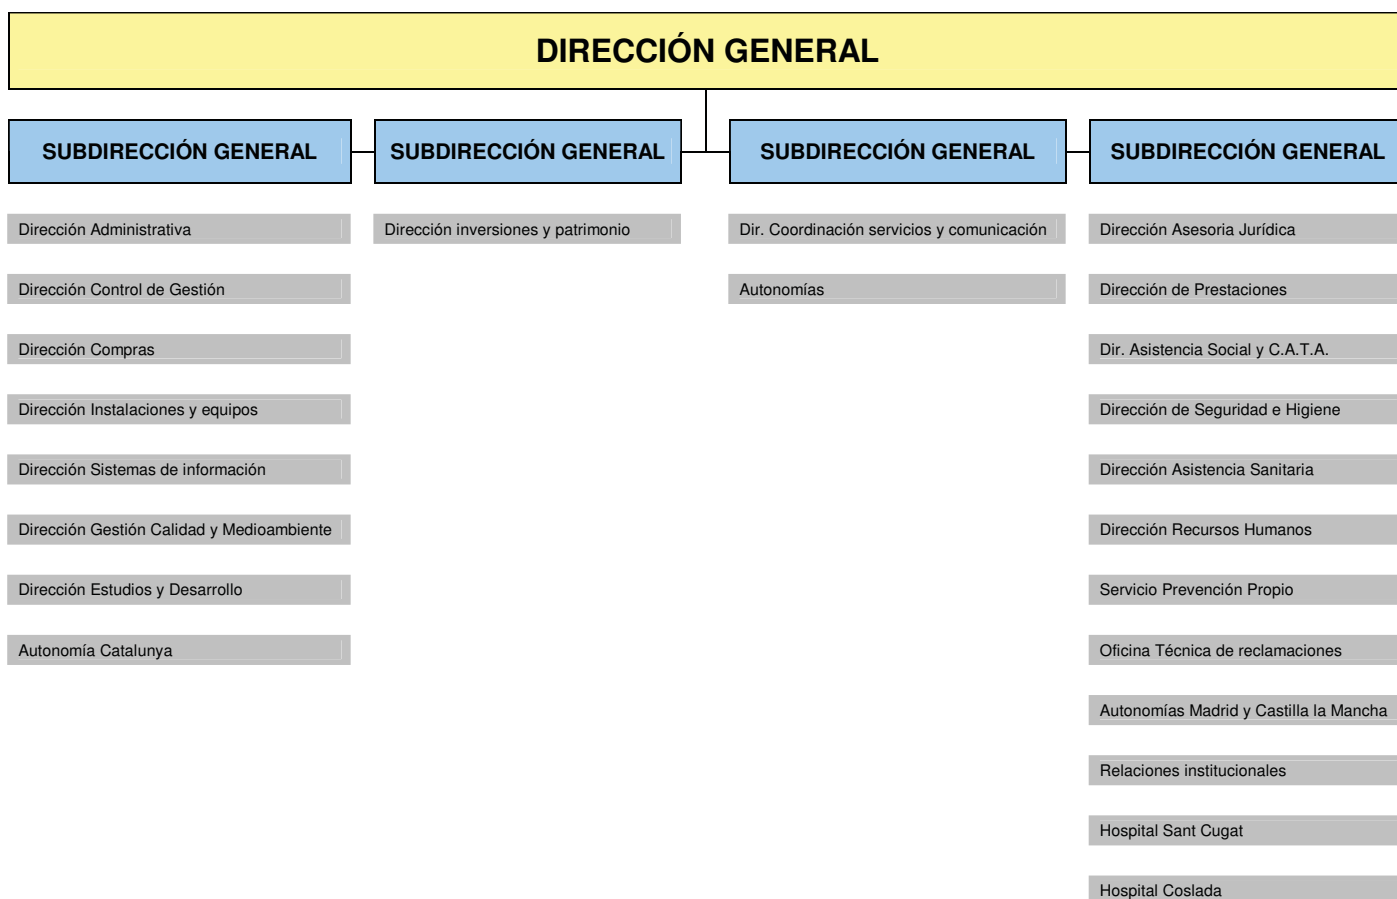 DIRECCIÓN GENERAL
SUBDIRECCIÓN GENERAL
Dirección Administrativa
Dirección Control de Gestión
Dirección Compras
Dirección Instalaciones y equipos
Dirección Sistemas de información
Dirección Gestión Calidad y Medioambiente
Dirección Estudios y Desarrollo
Autonomía Catalunya
SUBDIRECCIÓN GENERAL
Dirección inversiones y patrimonio
SUBDIRECCIÓN GENERAL
Dir. Coordinación servicios y comunicación
Autonomías
SUBDIRECCIÓN GENERAL
Dirección Asesoria Jurídica
Dirección de Prestaciones
Dir. Asistencia Social y C.A.T.A.
Dirección de Seguridad e Higiene
Dirección Asistencia Sanitaria
Dirección Recursos Humanos
Servicio Prevención Propio
Oficina Técnica de reclamaciones
Autonomías Madrid y Castilla la Mancha
Relaciones institucionales
Hospital Sant Cugat
Hospital Coslada